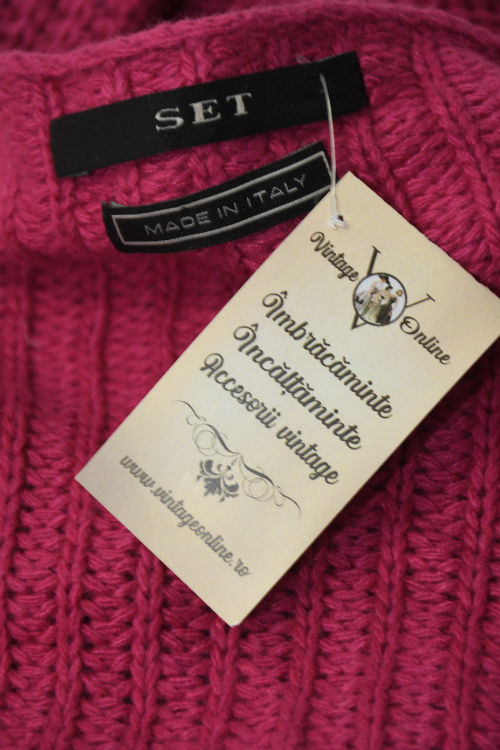 SET
MADE IN ITALY
Vintage
V
Online
Îmbrăcăminte
Încălțăminte
Accesorii vintage
www.vintageonline.ro